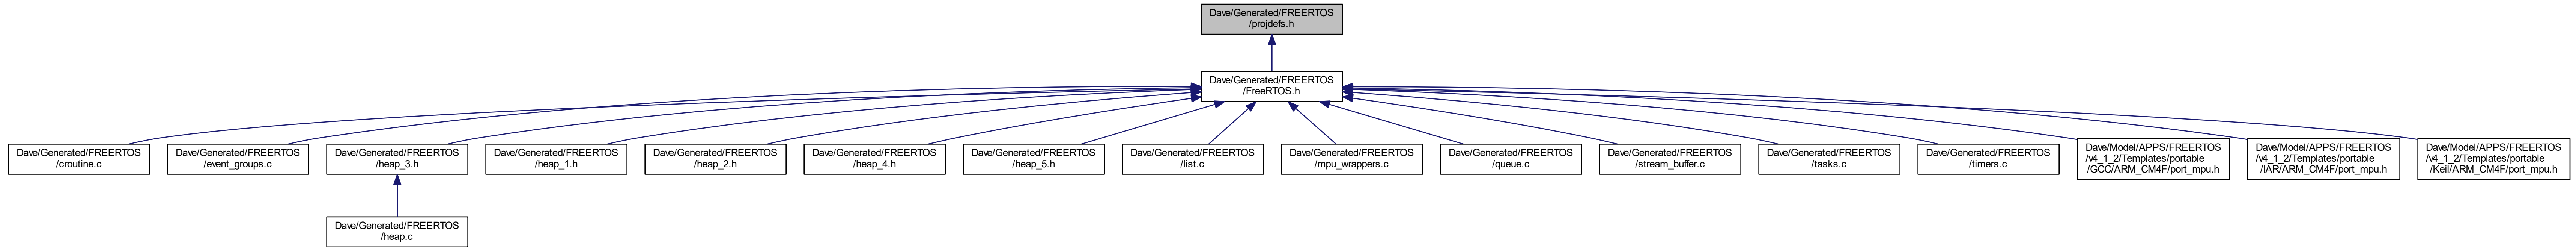 Dave/Generated/FREERTOS
/projdefs.h
Dave/Generated/FREERTOS
/FreeRTOS.h
Dave/Generated/FREERTOS
/croutine.c
Dave/Generated/FREERTOS
/event_groups.c
Dave/Generated/FREERTOS
/heap_3.h
Dave/Generated/FREERTOS
/heap_1.h
Dave/Generated/FREERTOS
/heap_2.h
Dave/Generated/FREERTOS
/heap_4.h
Dave/Generated/FREERTOS
/heap_5.h
Dave/Generated/FREERTOS
/list.c
Dave/Generated/FREERTOS
/mpu_wrappers.c
Dave/Generated/FREERTOS
/queue.c
Dave/Generated/FREERTOS
/stream_buffer.c
Dave/Generated/FREERTOS
/tasks.c
Dave/Generated/FREERTOS
/timers.c
Dave/Model/APPS/FREERTOS
/v4_1_2/Templates/portable
/GCC/ARM_CM4F/port_mpu.h
Dave/Model/APPS/FREERTOS
/v4_1_2/Templates/portable
/IAR/ARM_CM4F/port_mpu.h
Dave/Model/APPS/FREERTOS
/v4_1_2/Templates/portable
/Keil/ARM_CM4F/port_mpu.h
Dave/Generated/FREERTOS
/heap.c